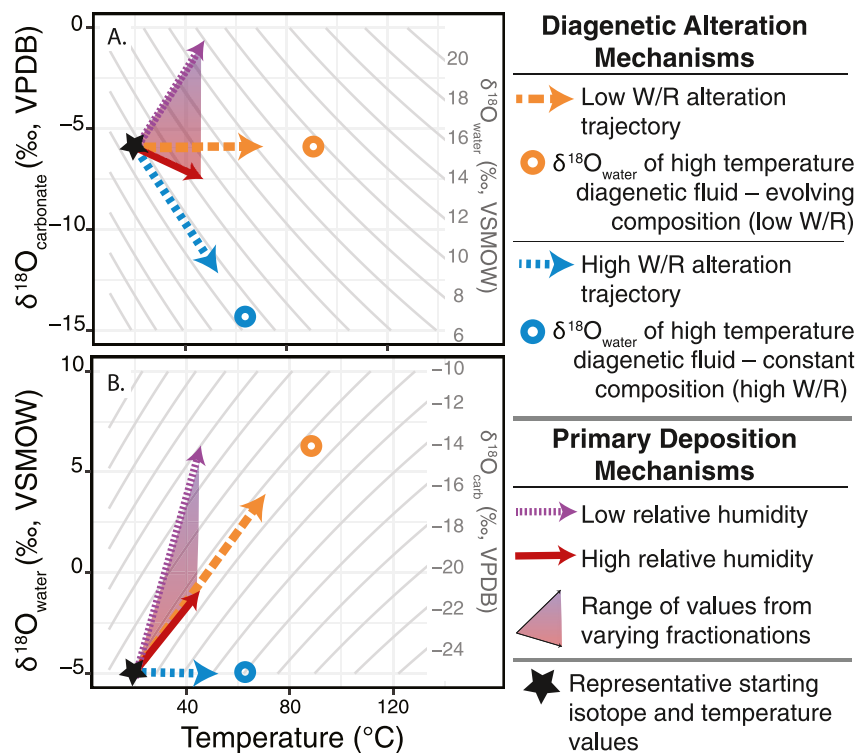 A.
0
−5
−10
−15
δ¹⁸Ocarbonate (‰, VPDB)
20
18
16
14
12
10
8
6
δ¹⁸Owater (‰, VSMOW)
B.
10
5
0
−5
δ¹⁸Owater (‰, VSMOW)
−10
−12
−14
−16
−18
−20
−22
−24
δ¹⁸Ocarb (‰, VPDB)
40
80
120
Temperature (°C)
Diagenetic Alteration
Mechanisms
Low W/R alteration
trajectory
δ¹⁸Owater of high temperature
diagenetic fluid – evolving
composition (low W/R)
High W/R alteration
trajectory
δ¹⁸Owater of high temperature
diagenetic fluid – constant
composition (high W/R)
Primary Deposition
Mechanisms
Low relative humidity
High relative humidity
Range of values from
varying fractionations
Representative starting
isotope and temperature
values